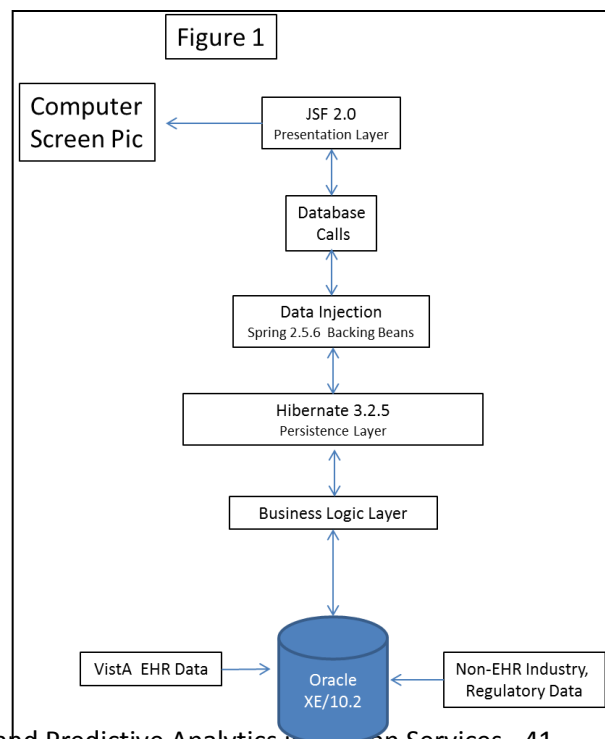 Figure 1
Computer
Screen Pic
JSF 2.0
Presentation Layer
Database
Calls
Data Injection
Spring 2.5.6 Backing Beans
Hibernate 3.2.5
Persistence Layer
Business Logic Layer
VistA EHR Data
Oracle
XE/10.2
Non-EHR Industry,
Regulatory Data
and Predictive Analytics Services 41